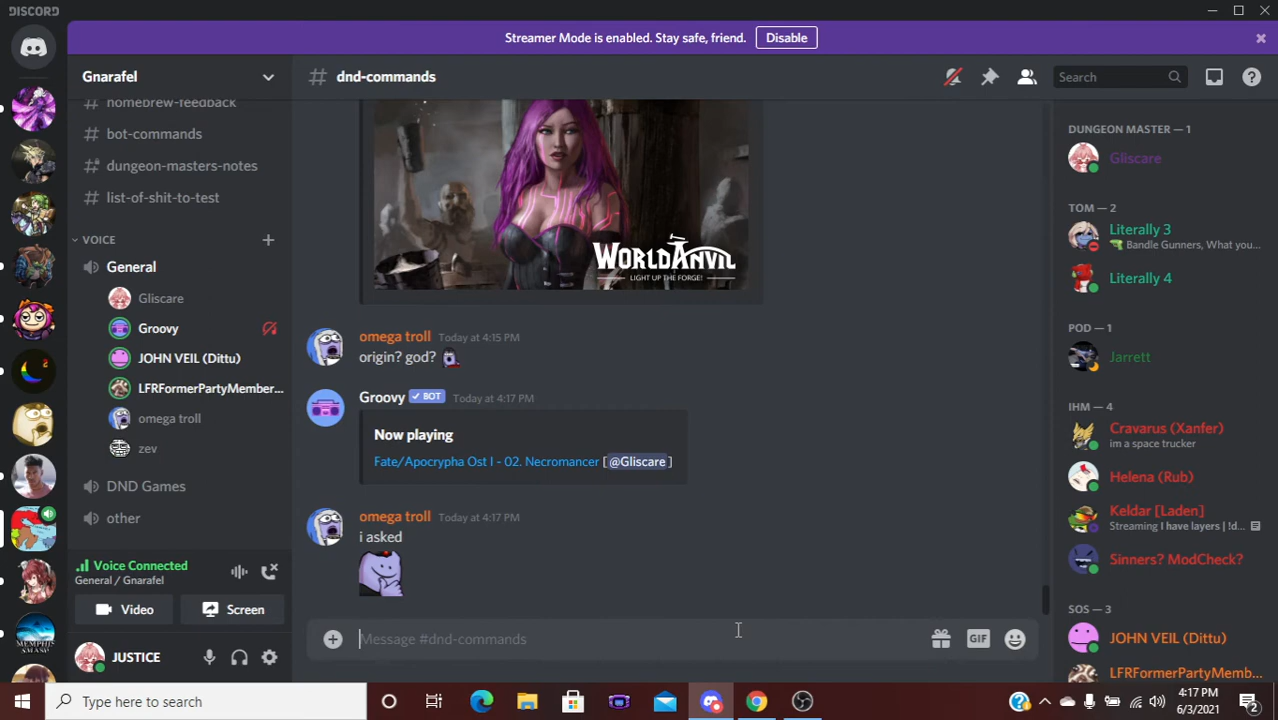 DISCORD
Streamer Mode is enabled. Stay safe, friend.
Disable
Gnarafel
homebrew-feedback
bot-commands
dungeon-masters-notes
list-of-shit-to-test
VOICE
General
Gliscare
Groovy
JOHN VEIL (Dittu)
LFRFormerPartyMember...
omega troll
zev
DND Games
other
Voice Connected
General / Gnarafel
Video
Screen
JUSTICE
# dnd-commands
Search
WORLDANVIL
LIGHT UP THE FORGE!
omega troll Today at 4:15 PM
origin? god?
Groovy BOT Today at 4:17 PM
Now playing
Fate/Apocrypha Ost I - 02. Necromancer [@Gliscare]
omega troll Today at 4:17 PM
i asked
Message #dnd-commands
GIF
DUNGEON MASTER — 1
Gliscare
TOM — 2
Literally 3
Bandle Gunners, What you...
Literally 4
POD — 1
Jarrett
IHM — 4
Cravarus (Xanfer)
im a space trucker
Helena (Rub)
Keldar [Laden]
Streaming I have layers | !d...
Sinners? ModCheck?
SOS — 3
JOHN VEIL (Dittu)
LFRFormerPartyMemb...
Type here to search
4:17 PM
6/3/2021
2